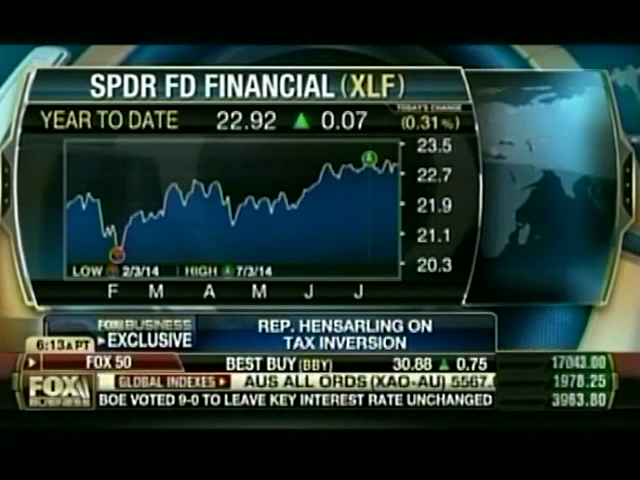 SPDR FD FINANCIAL (XLF)
TODAY'S CHANGE
YEAR TO DATE 22.92 ▲ 0.07 (0.31%)
23.5
22.7
21.9
21.1
20.3
LOW 2/3/14 HIGH 7/3/14
F M A M J J
FOX BUSINESS
EXCLUSIVE
REP. HENSARLING ON
TAX INVERSION
6:13A PT
FOX 50 BEST BUY (BBY) 30.88 ▲ 0.75 17043.00
FOX BUSINESS
GLOBAL INDEXES AUS ALL ORDS (XAO-AU) 5567. 1978.25
BOE VOTED 9-0 TO LEAVE KEY INTEREST RATE UNCHANGED 3963.80